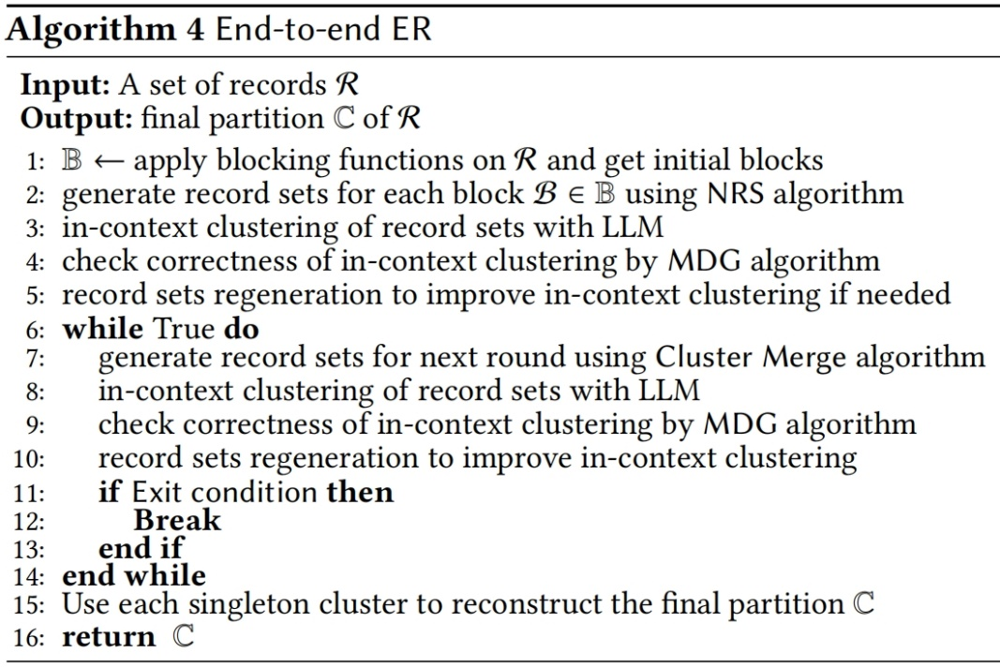 Algorithm 4 End-to-end ER
Input: A set of records ℛ
Output: final partition ℂ of ℛ
1: 𝔹 ← apply blocking functions on ℛ and get initial blocks
2: generate record sets for each block ℬ ∈ 𝔹 using NRS algorithm
3: in-context clustering of record sets with LLM
4: check correctness of in-context clustering by MDG algorithm
5: record sets regeneration to improve in-context clustering if needed
6: while True do
7: generate record sets for next round using Cluster Merge algorithm
8: in-context clustering of record sets with LLM
9: check correctness of in-context clustering by MDG algorithm
10: record sets regeneration to improve in-context clustering
11: if Exit condition then
12: Break
13: end if
14: end while
15: Use each singleton cluster to reconstruct the final partition ℂ
16: return ℂ